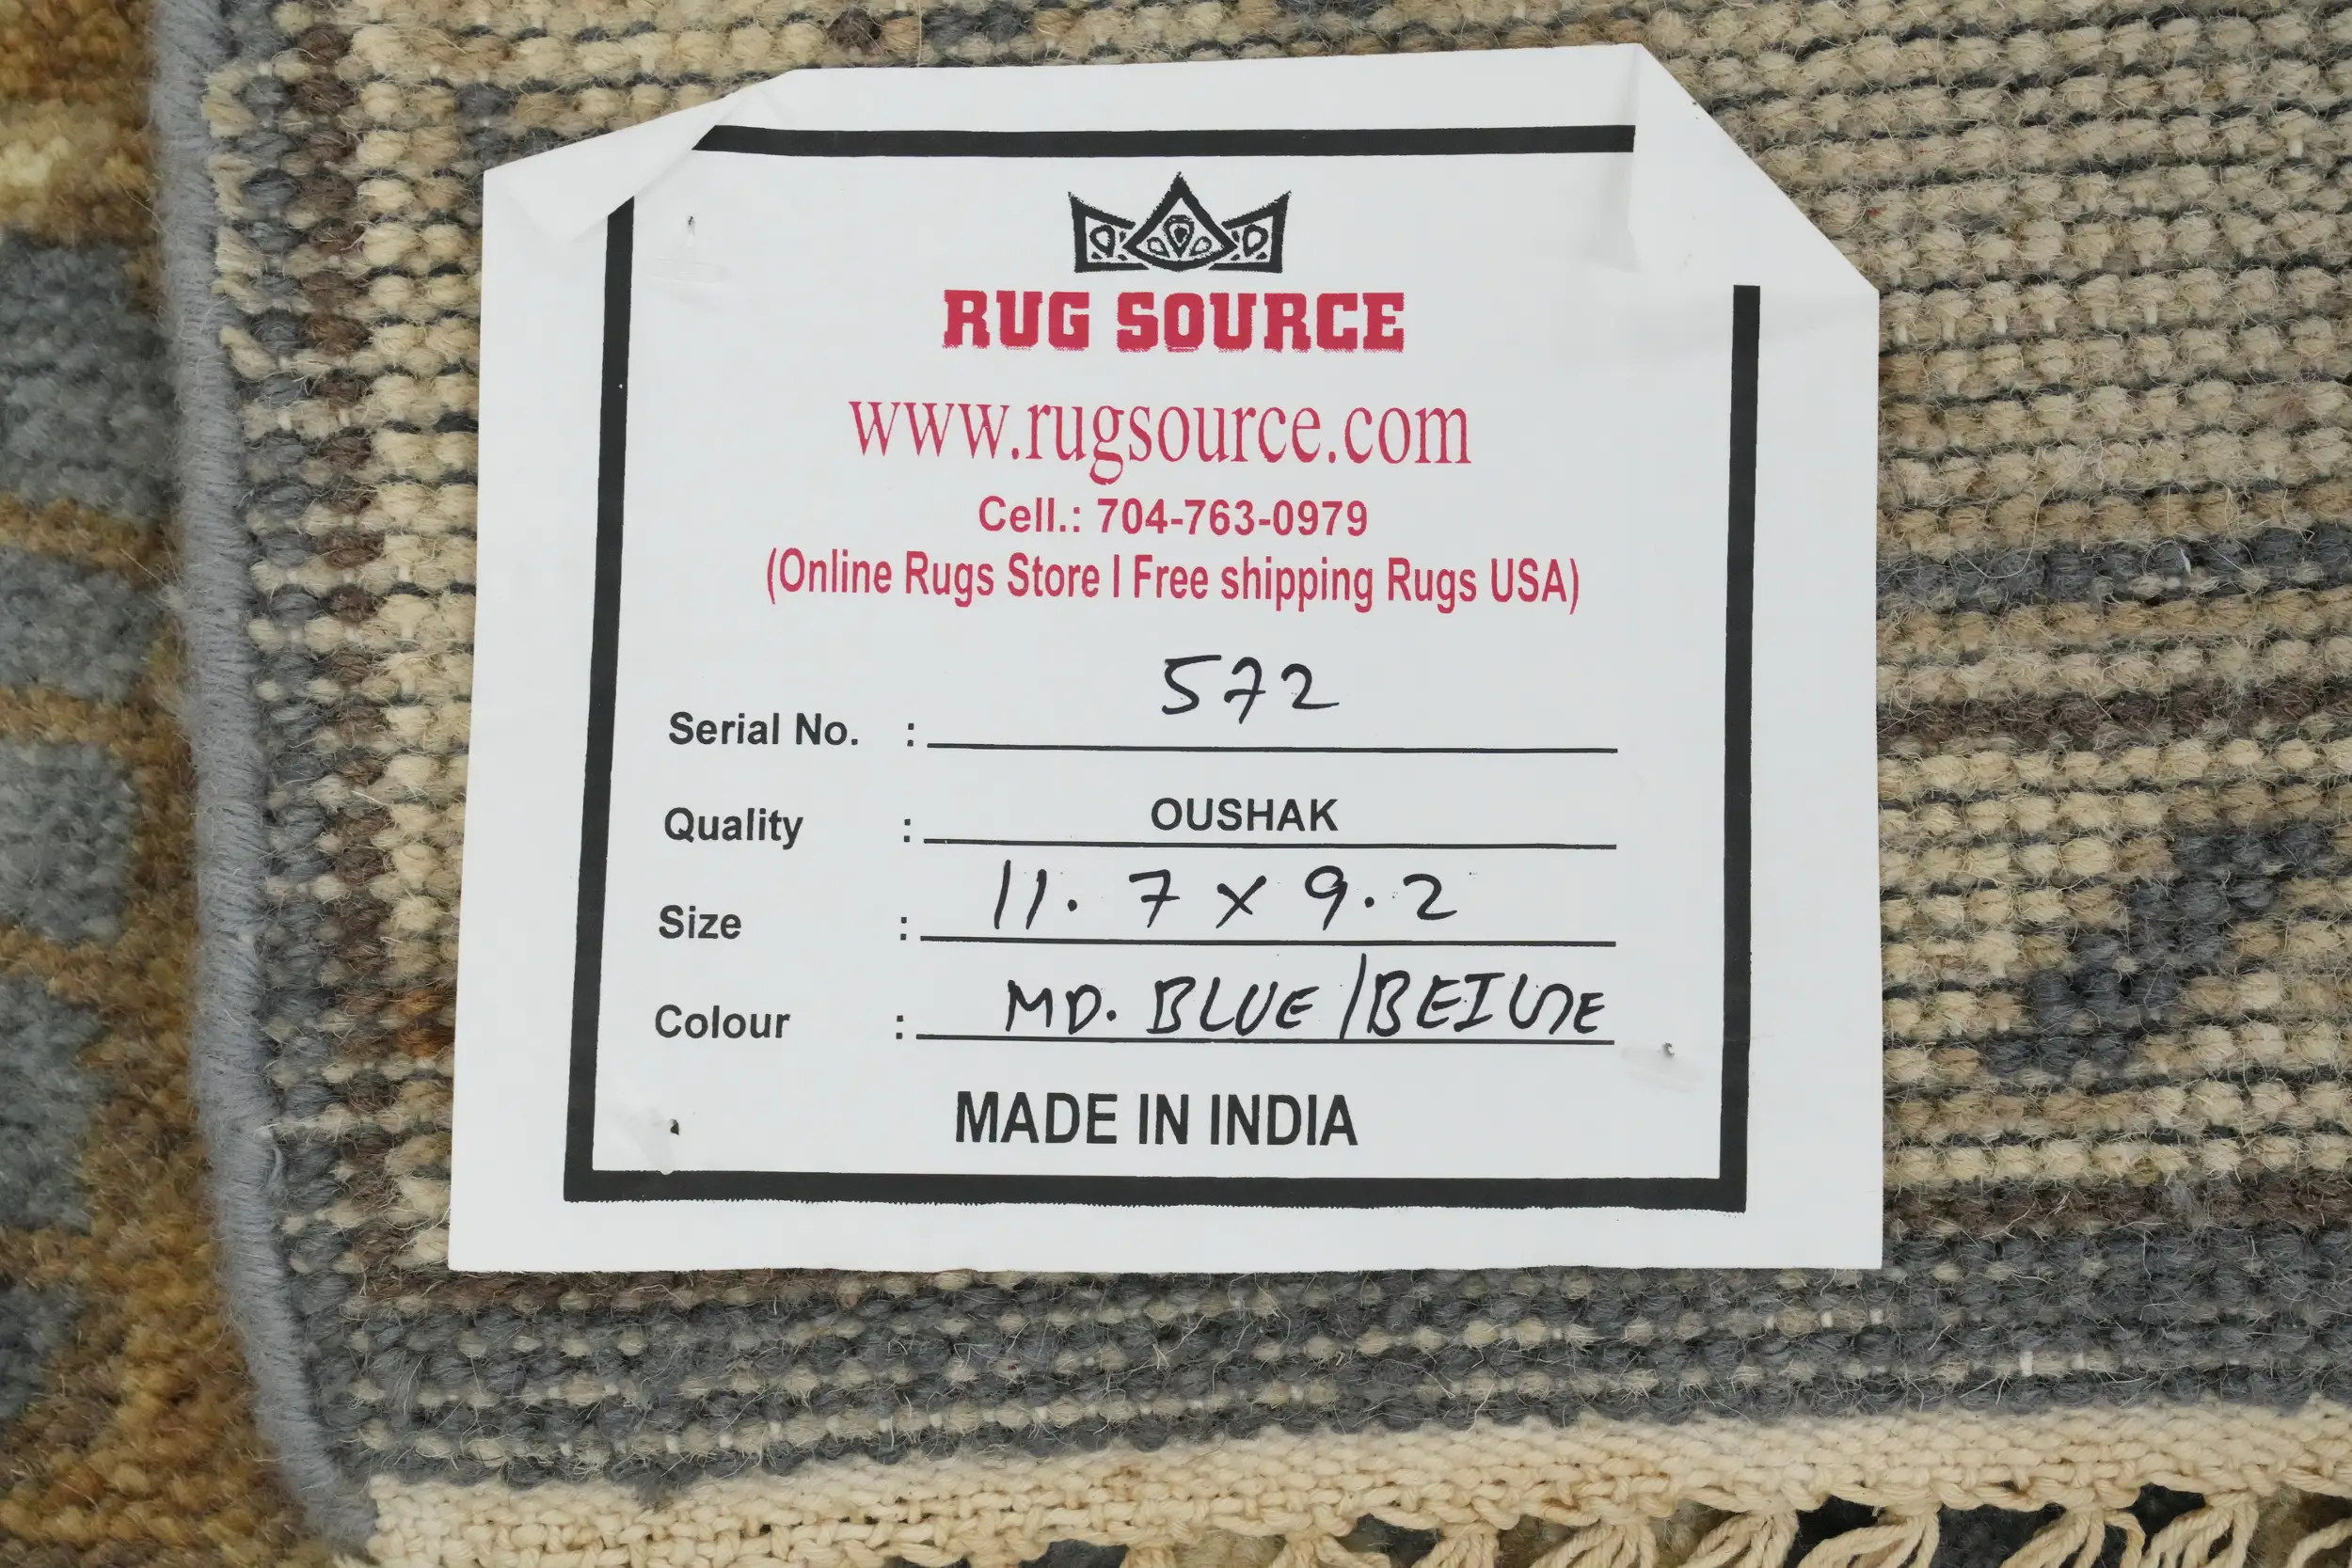 RUG SOURCE
www.rugsource.com
Cell.: 704-763-0979
(Online Rugs Store I Free shipping Rugs USA)
Serial No. : 572
Quality : OUSHAK
Size : 11.7 x 9.2
Colour : MD. BLUE/BEIGE
MADE IN INDIA